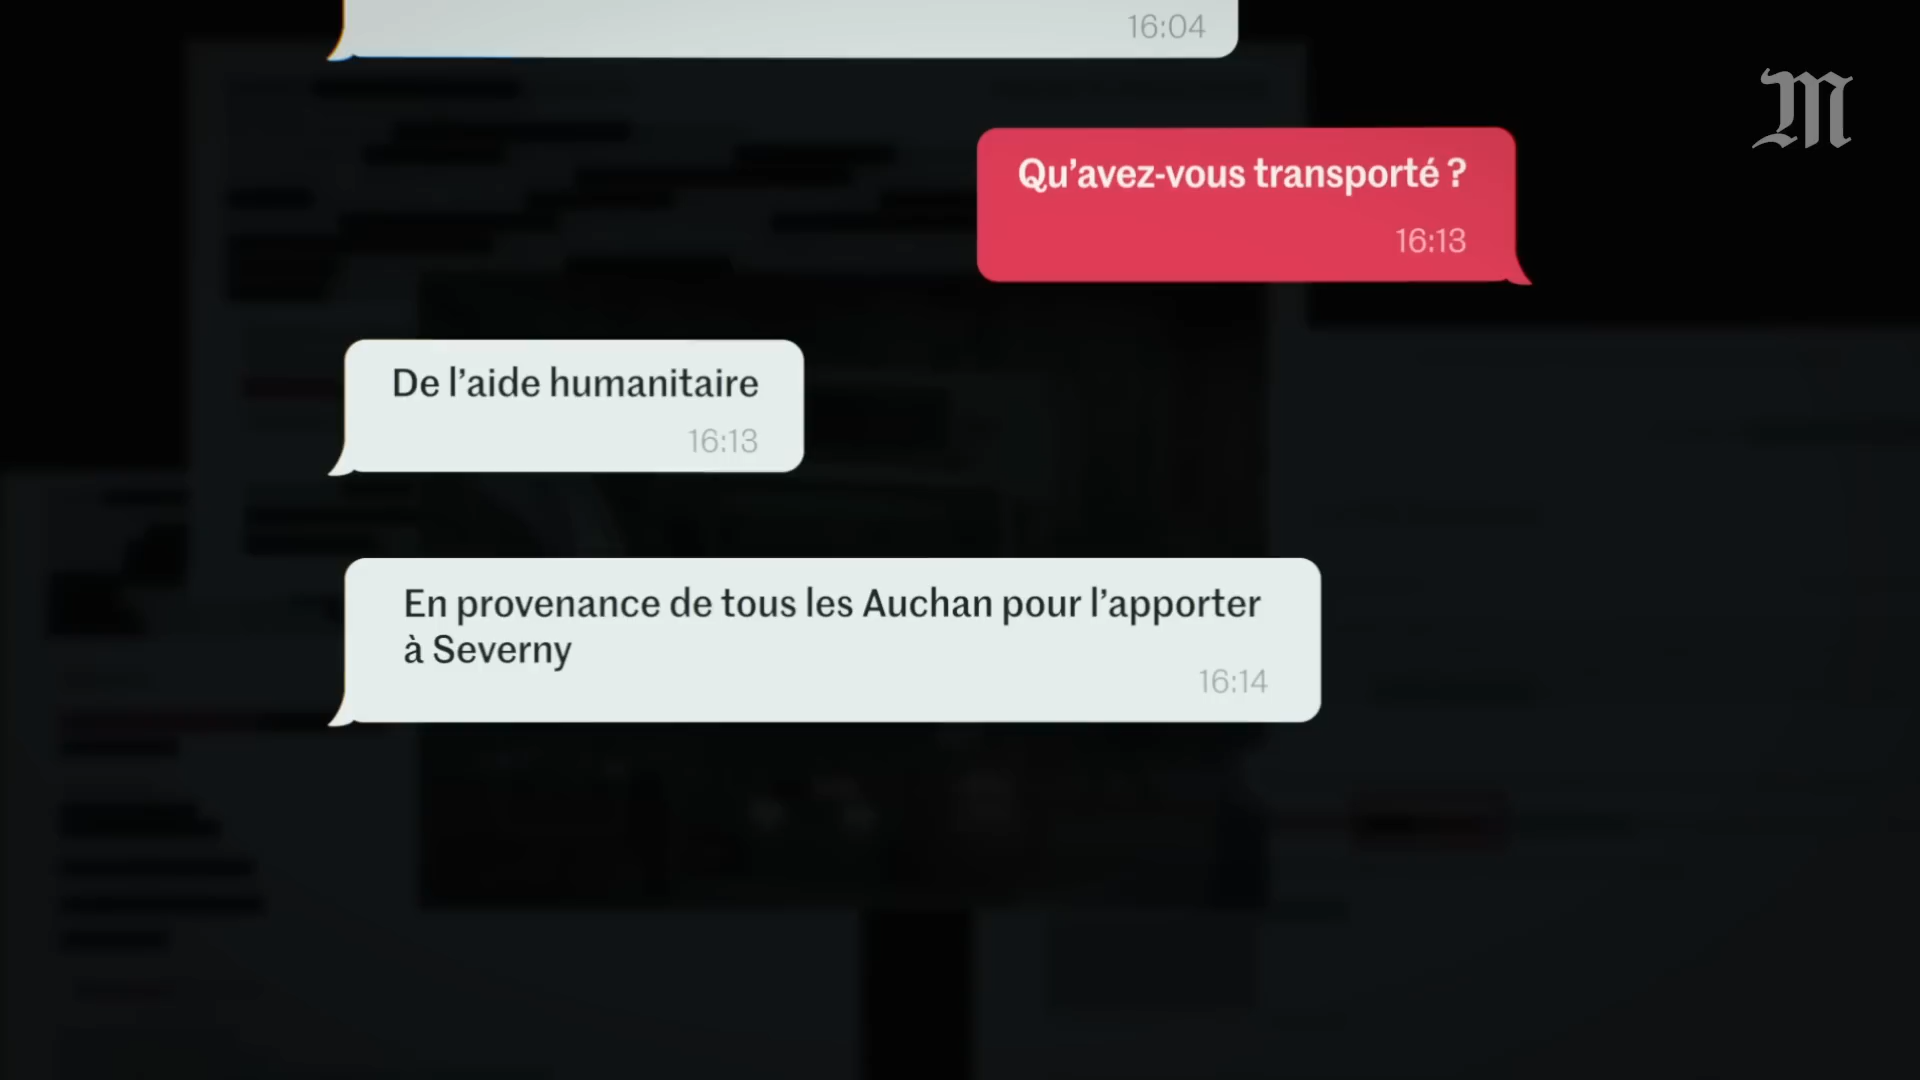 16:04
M
Qu’avez-vous transporté ?
16:13
De l’aide humanitaire
16:13
En provenance de tous les Auchan pour l’apporter
à Severny
16:14